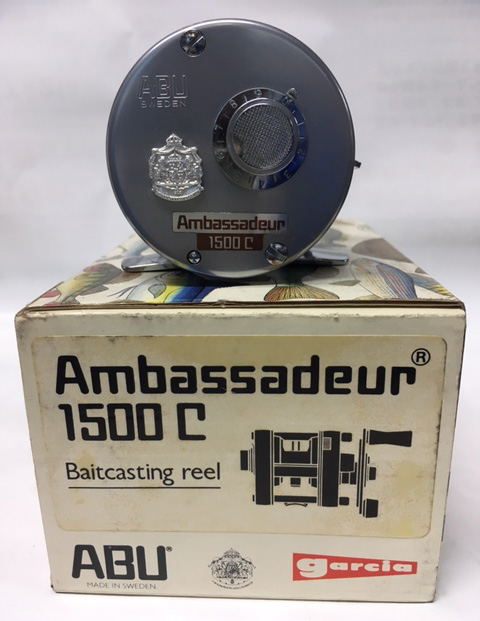 ABU
SWEDEN
Ambassadeur
1500 C
Ambassadeur®
1500 C
Baitcasting reel
ABU®
MADE IN SWEDEN
garcia